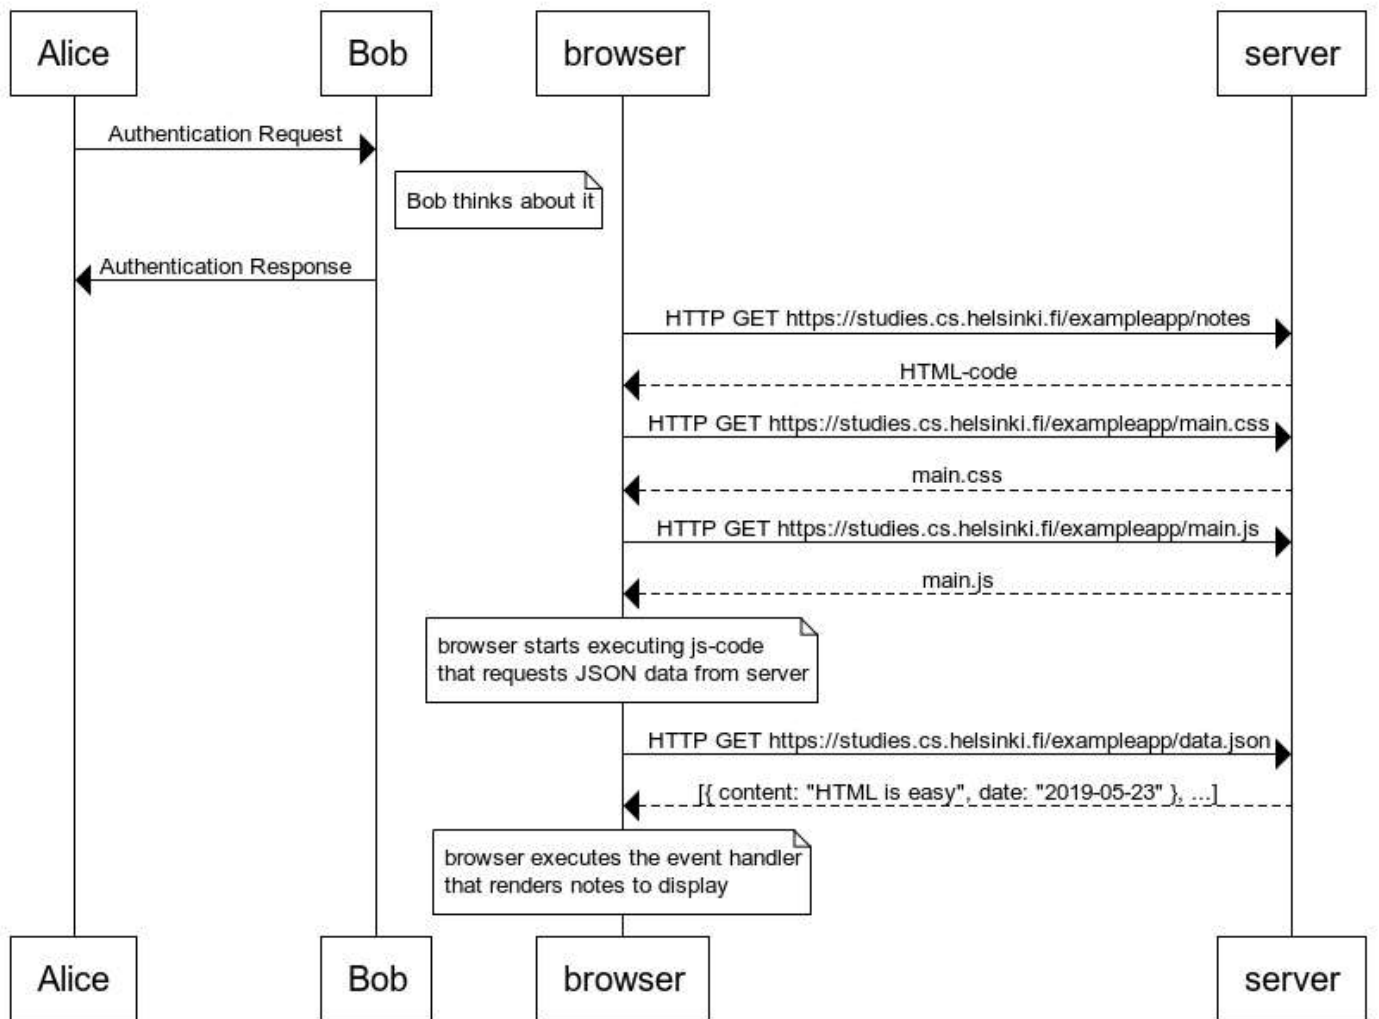 Alice
Bob
browser
server
Authentication Request
Bob thinks about it
Authentication Response
HTTP GET https://studies.cs.helsinki.fi/exampleapp/notes
HTML-code
HTTP GET https://studies.cs.helsinki.fi/exampleapp/main.css
main.css
HTTP GET https://studies.cs.helsinki.fi/exampleapp/main.js
main.js
browser starts executing js-code
that requests JSON data from server
HTTP GET https://studies.cs.helsinki.fi/exampleapp/data.json
[{ content: "HTML is easy", date: "2019-05-23" }, ...]
browser executes the event handler
that renders notes to display
Alice
Bob
browser
server